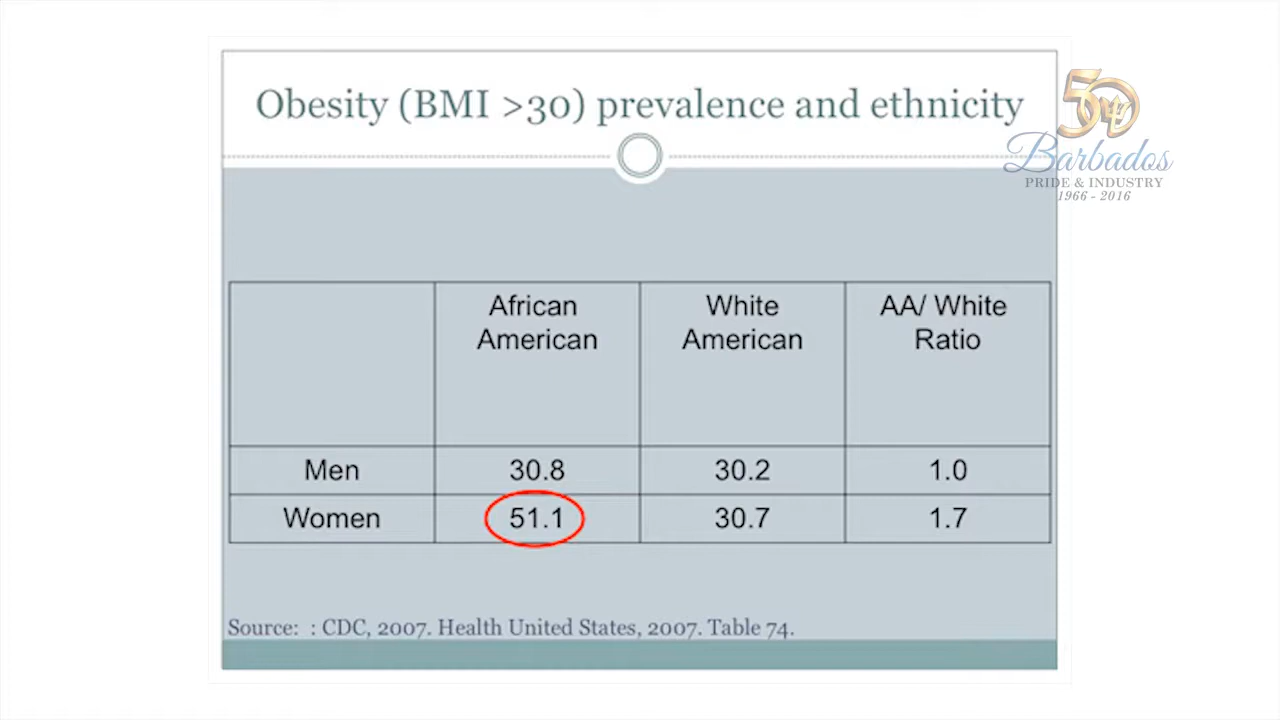 Obesity (BMI >30) prevalence and ethnicity
50
Barbados
PRIDE & INDUSTRY
1966 - 2016
African American
White American
AA/ White Ratio
Men 30.8 30.2 1.0
Women 51.1 30.7 1.7
Source: : CDC, 2007. Health United States, 2007. Table 74.